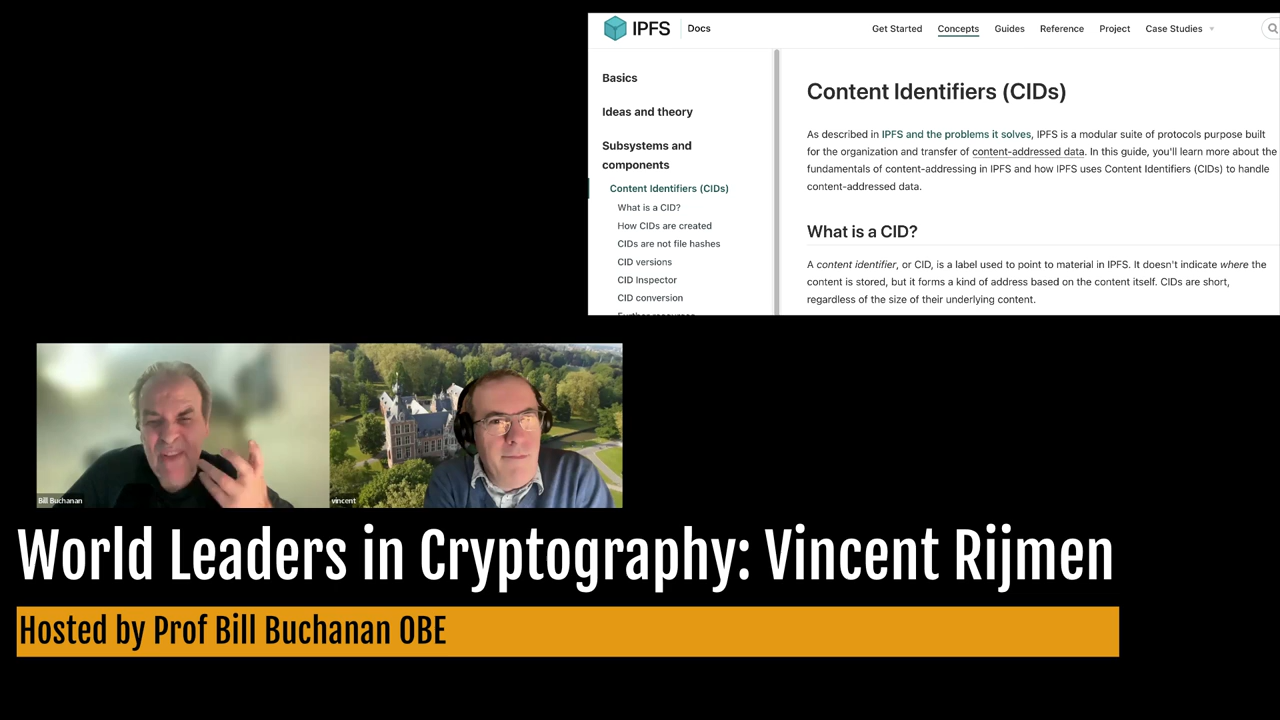 IPFS Docs
Get Started Concepts Guides Reference Project Case Studies
Basics
Ideas and theory
Subsystems and
components
Content Identifiers (CIDs)
What is a CID?
How CIDs are created
CIDs are not file hashes
CID versions
CID Inspector
CID conversion
Further resources
Content Identifiers (CIDs)
As described in IPFS and the problems it solves, IPFS is a modular suite of protocols purpose built
for the organization and transfer of content-addressed data. In this guide, you'll learn more about the
fundamentals of content-addressing in IPFS and how IPFS uses Content Identifiers (CIDs) to handle
content-addressed data.
What is a CID?
A content identifier, or CID, is a label used to point to material in IPFS. It doesn't indicate where the
content is stored, but it forms a kind of address based on the content itself. CIDs are short,
regardless of the size of their underlying content.
Bill Buchanan
vincent
World Leaders in Cryptography: Vincent Rijmen
Hosted by Prof Bill Buchanan OBE